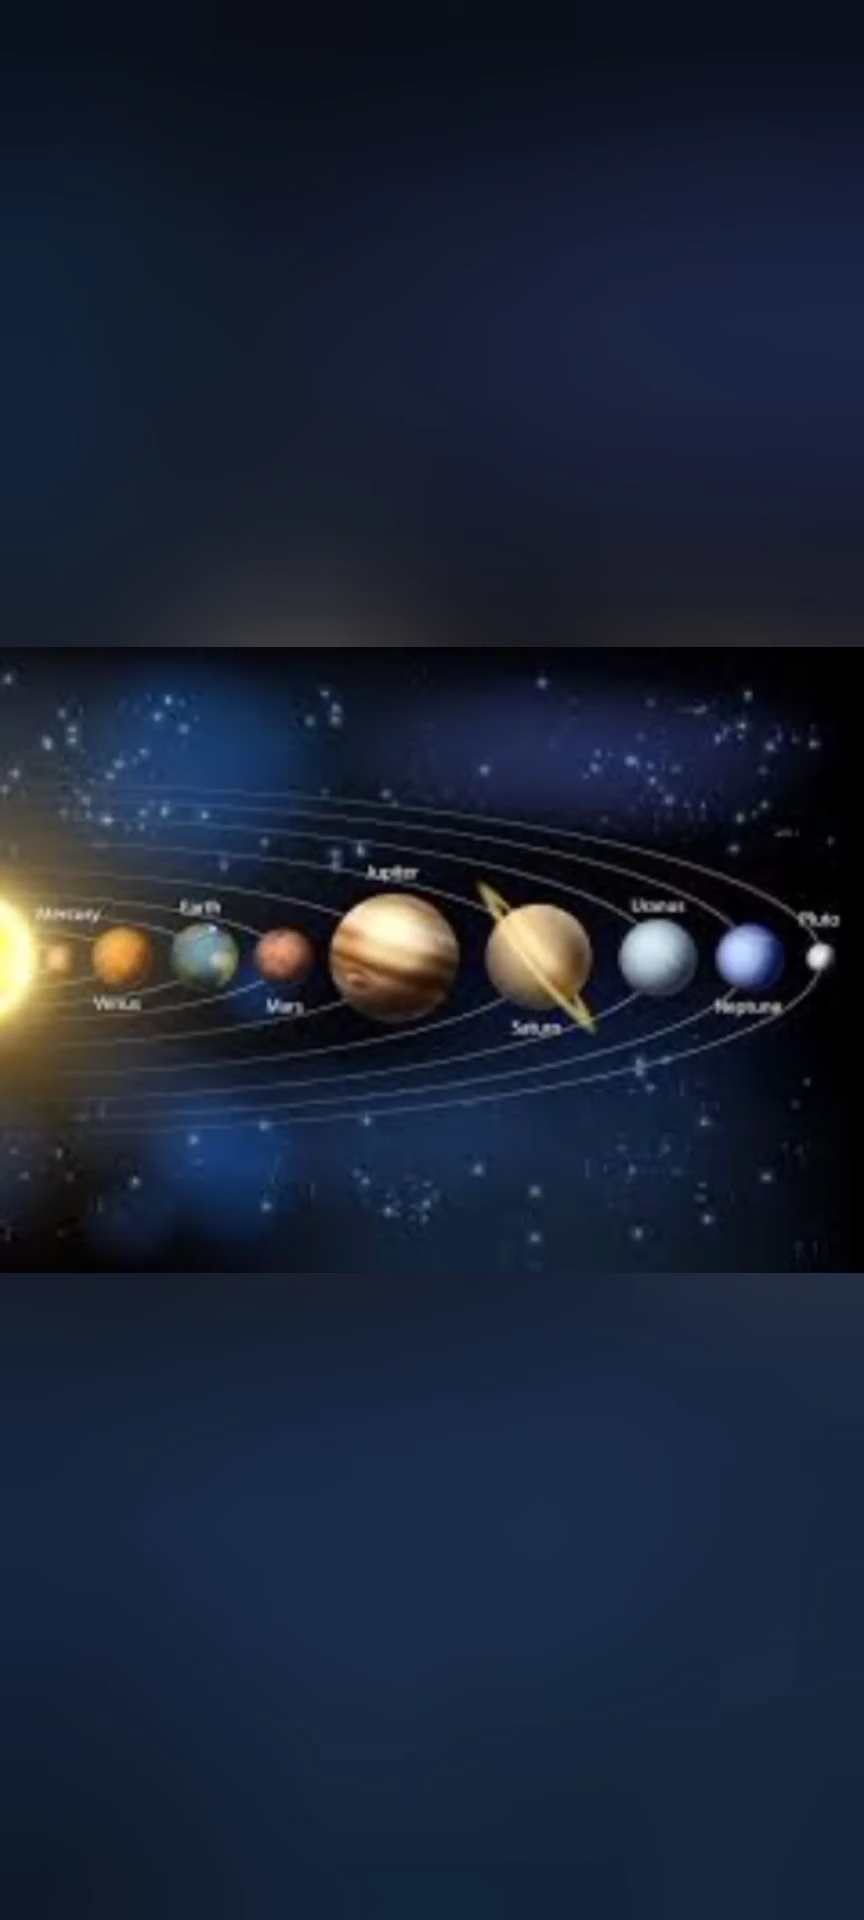 Mercury
Venus
Earth
Mars
Jupiter
Saturn
Uranus
Neptune
Pluto